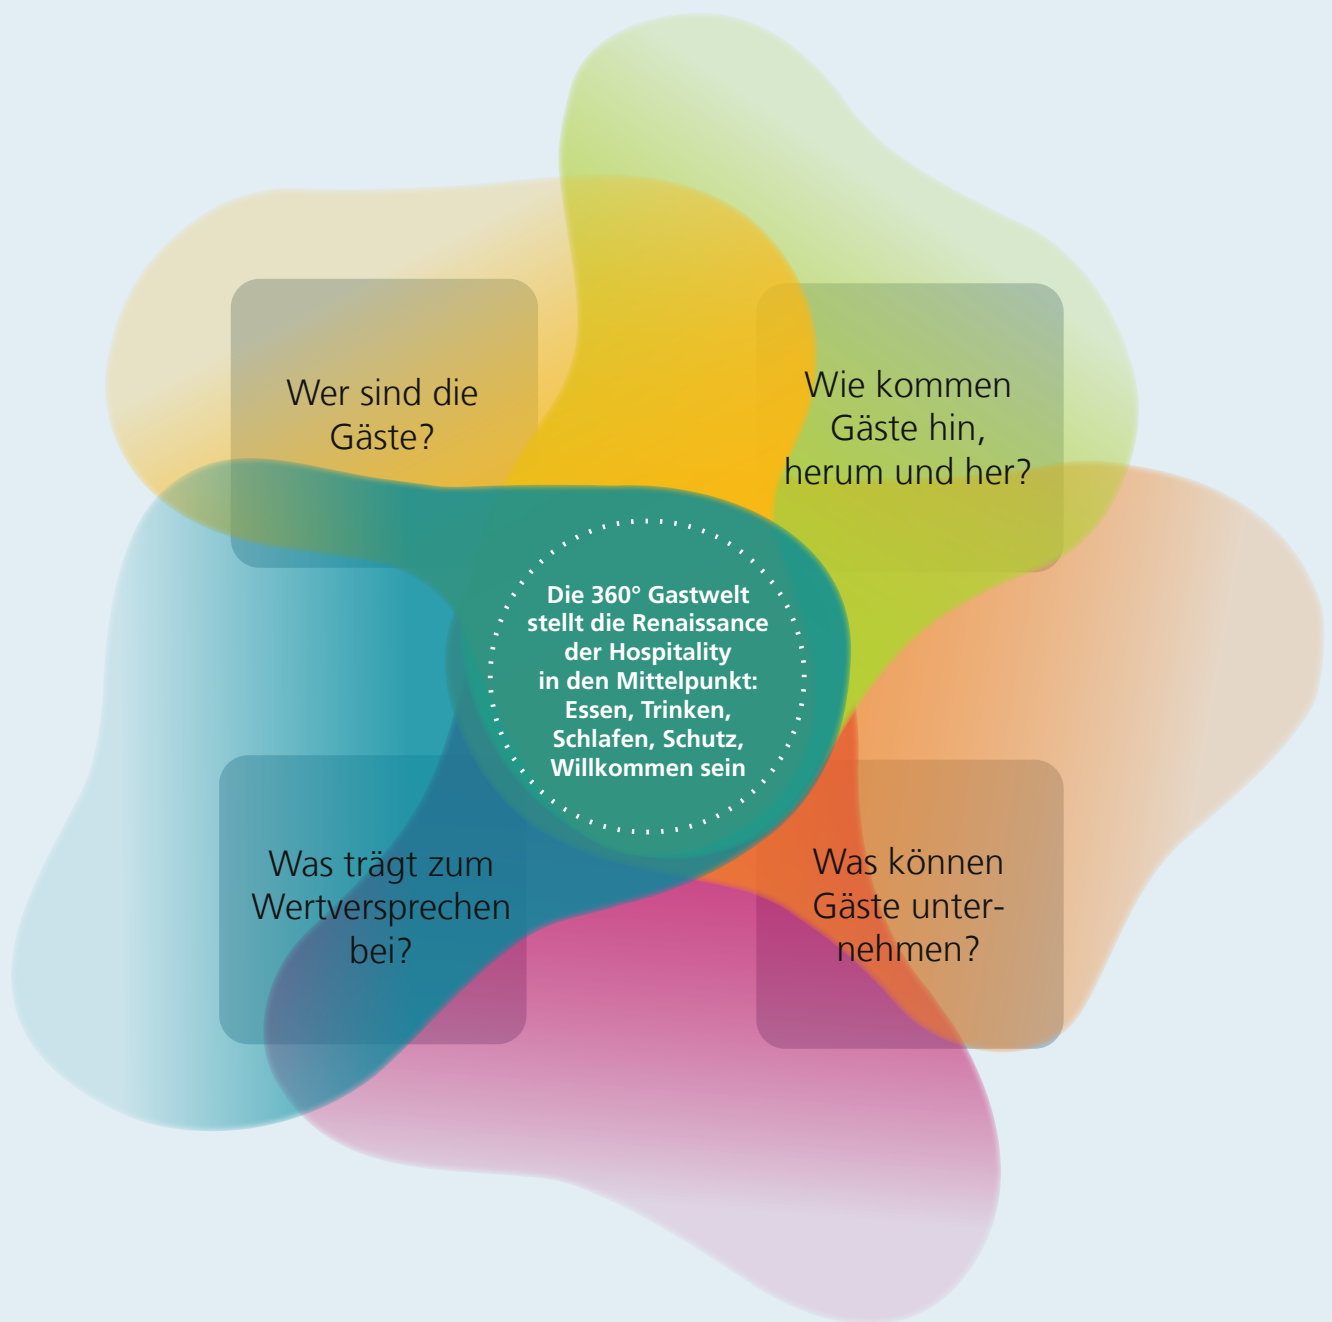 Wer sind die
Gäste?
Wie kommen
Gäste hin,
herum und her?
Die 360° Gastwelt
stellt die Renaissance
der Hospitality
in den Mittelpunkt:
Essen, Trinken,
Schlafen, Schutz,
Willkommen sein
Was trägt zum
Wertversprechen
bei?
Was können
Gäste unter-
nehmen?